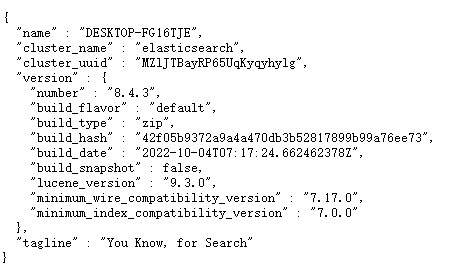 {
  "name" : "DESKTOP-FG16TJE",
  "cluster_name" : "elasticsearch",
  "cluster_uuid" : "MZlJTBayRP65UqKyqyhylg",
  "version" : {
    "number" : "8.4.3",
    "build_flavor" : "default",
    "build_type" : "zip",
    "build_hash" : "42f05b9372a9a4a470db3b52817899b99a76ee73",
    "build_date" : "2022-10-04T07:17:24.662462378Z",
    "build_snapshot" : false,
    "lucene_version" : "9.3.0",
    "minimum_wire_compatibility_version" : "7.17.0",
    "minimum_index_compatibility_version" : "7.0.0"
  },
  "tagline" : "You Know, for Search"
}